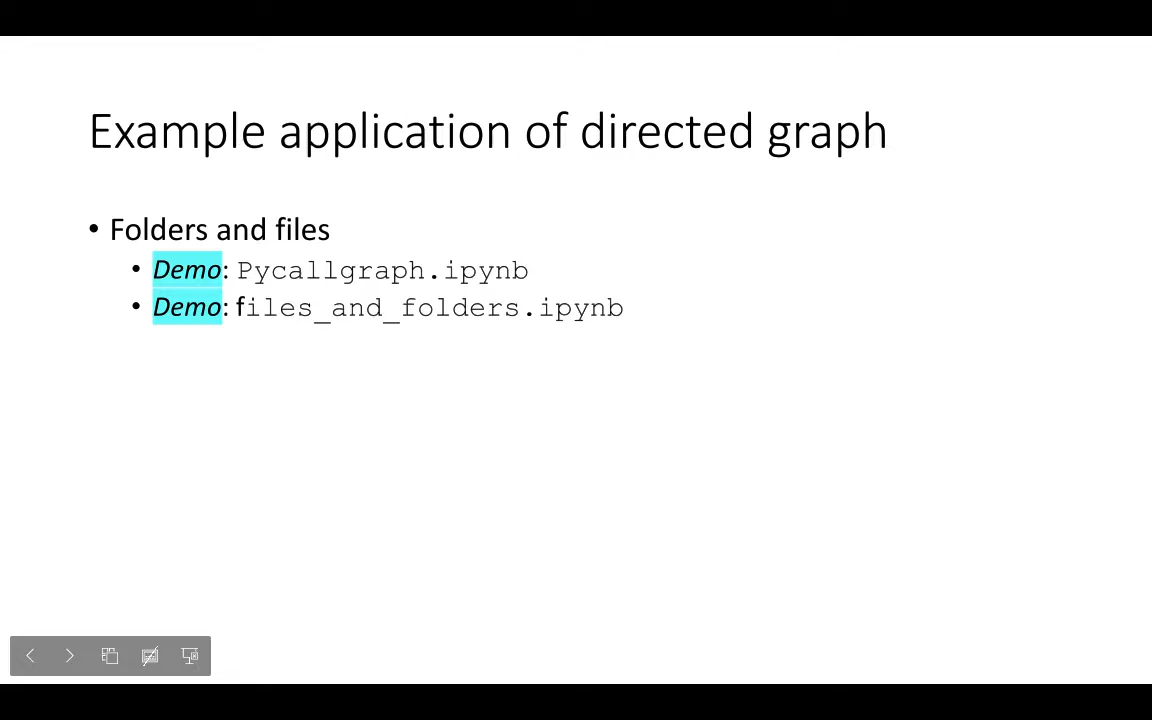 Example application of directed graph
• Folders and files
• Demo: Pycallgraph.ipynb
• Demo: files_and_folders.ipynb